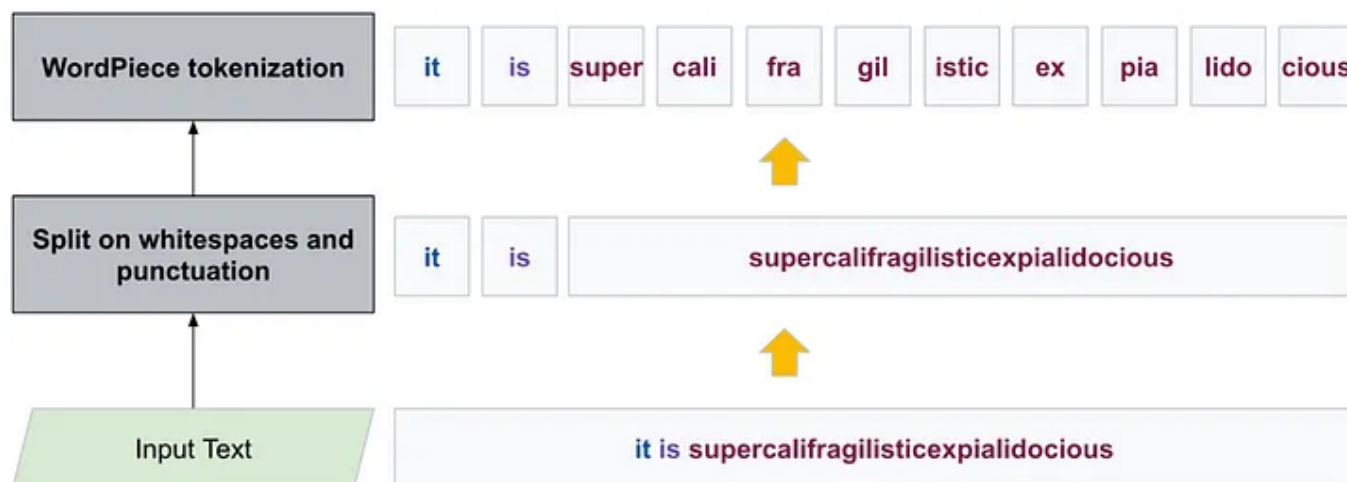 WordPiece tokenization
it is super cali fra gil istic ex pia lido cious
Split on whitespaces and
punctuation
it is supercalifragilisticexpialidocious
Input Text
it is supercalifragilisticexpialidocious